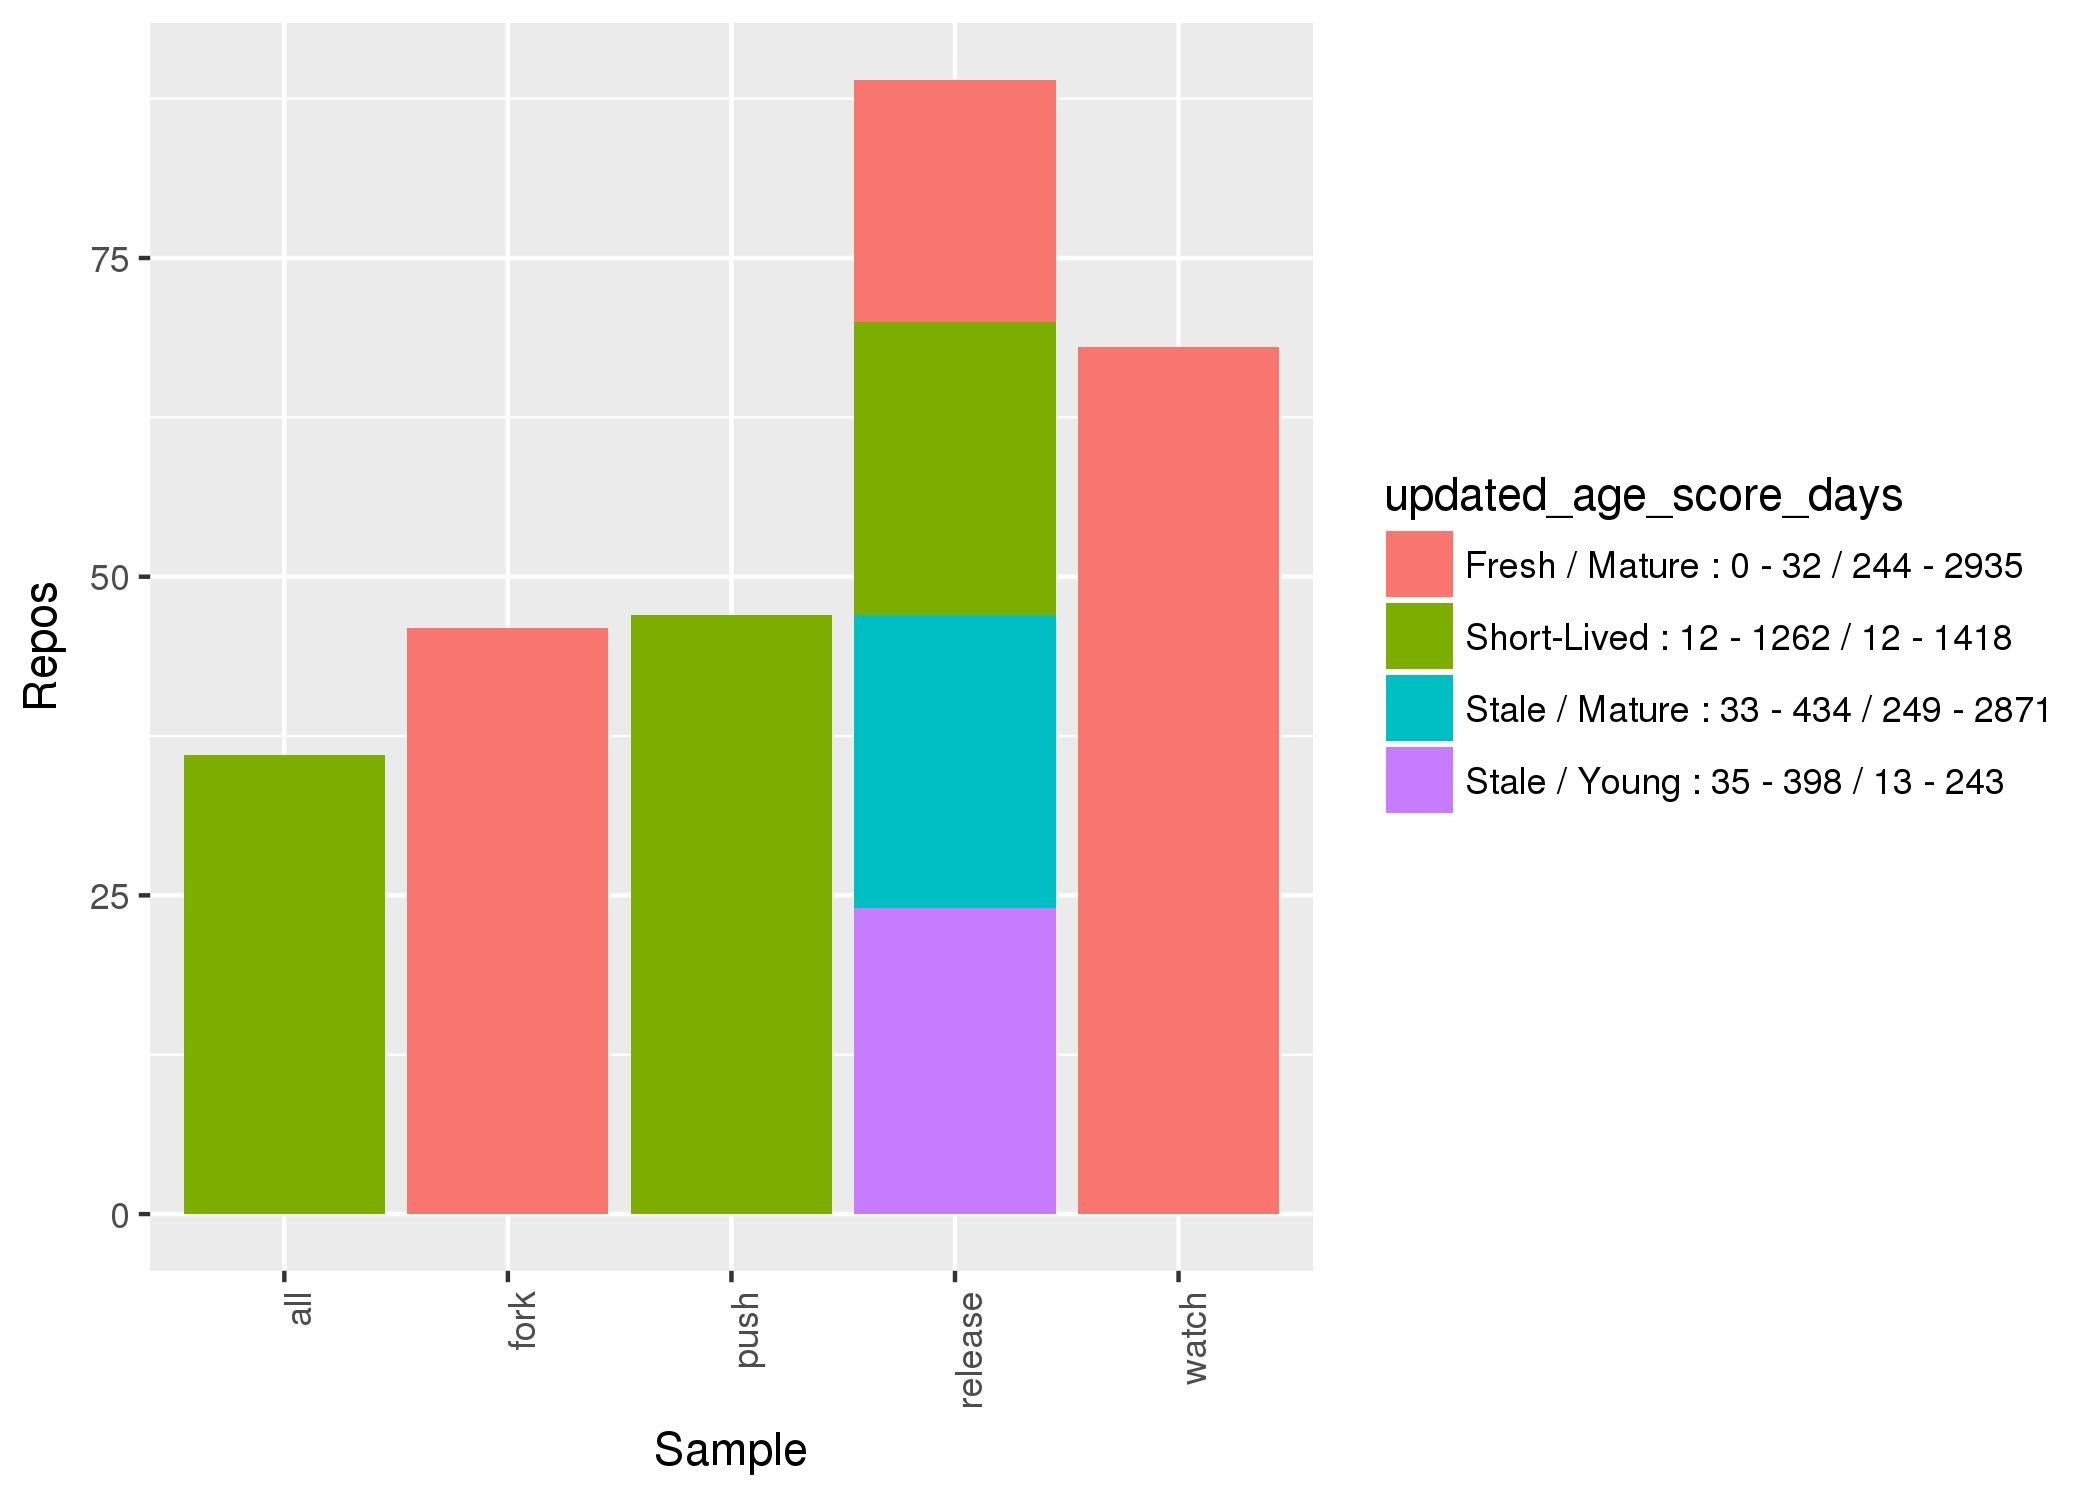 Repos
75
50
25
0
all
fork
push
release
watch
Sample
updated_age_score_days
Fresh / Mature : 0 - 32 / 244 - 2935
Short-Lived : 12 - 1262 / 12 - 1418
Stale / Mature : 33 - 434 / 249 - 2871
Stale / Young : 35 - 398 / 13 - 243